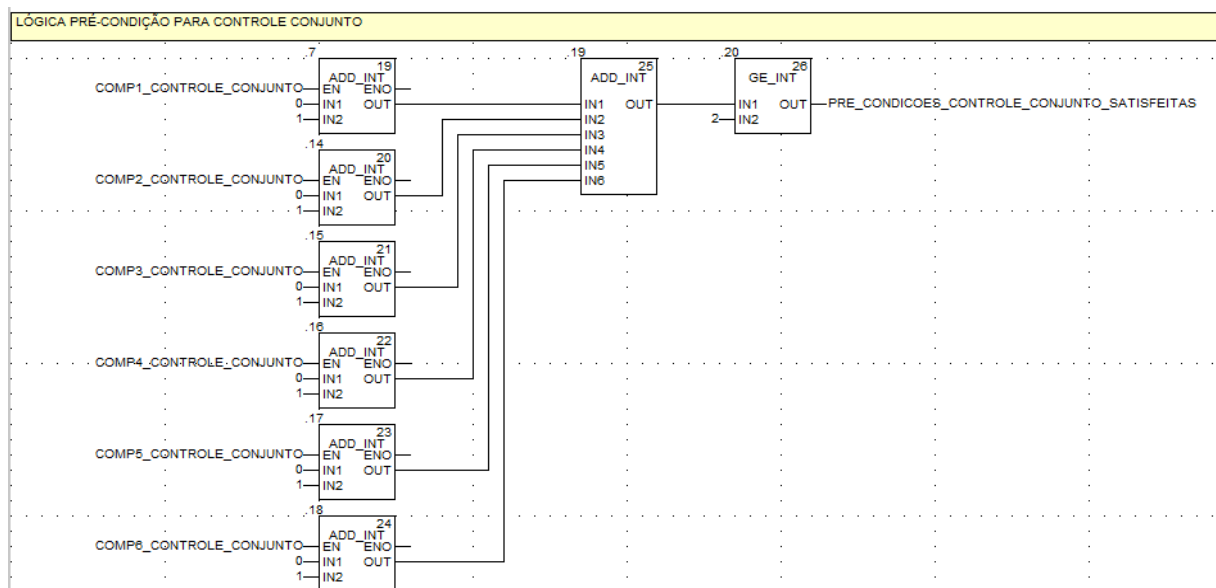 LÓGICA PRÉ-CONDIÇÃO PARA CONTROLE CONJUNTO
.7 .19 .20
19 25 26
ADD_INT ADD_INT GE_INT
COMP1_CONTROLE_CONJUNTO EN ENO
0 IN1 OUT IN1 OUT IN1 OUT PRE_CONDICOES_CONTROLE_CONJUNTO_SATISFEITAS
1 IN2 IN2 2 IN2
IN3
.14 IN4
20 IN5
ADD_INT IN6
COMP2_CONTROLE_CONJUNTO EN ENO
0 IN1 OUT
1 IN2
.15
21
ADD_INT
COMP3_CONTROLE_CONJUNTO EN ENO
0 IN1 OUT
1 IN2
.16
22
ADD_INT
COMP4_CONTROLE_CONJUNTO EN ENO
0 IN1 OUT
1 IN2
.17
23
ADD_INT
COMP5_CONTROLE_CONJUNTO EN ENO
0 IN1 OUT
1 IN2
.18
24
ADD_INT
COMP6_CONTROLE_CONJUNTO EN ENO
0 IN1 OUT
1 IN2